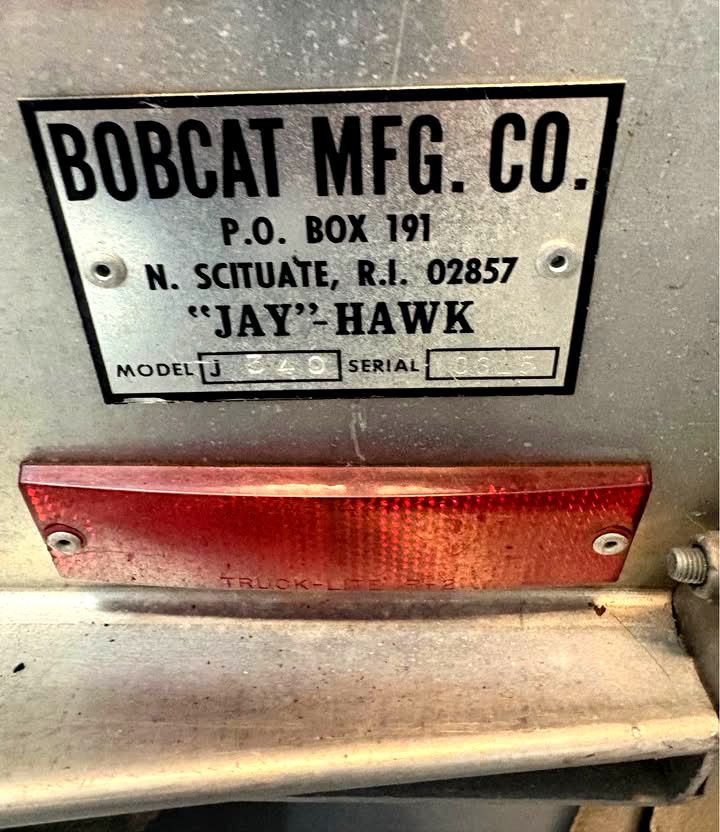 BOBCAT MFG. CO.
P.O. BOX 191
N. SCITUATE, R.I. 02857
"JAY"-HAWK
MODEL J 340 SERIAL
TRUCK-LITE